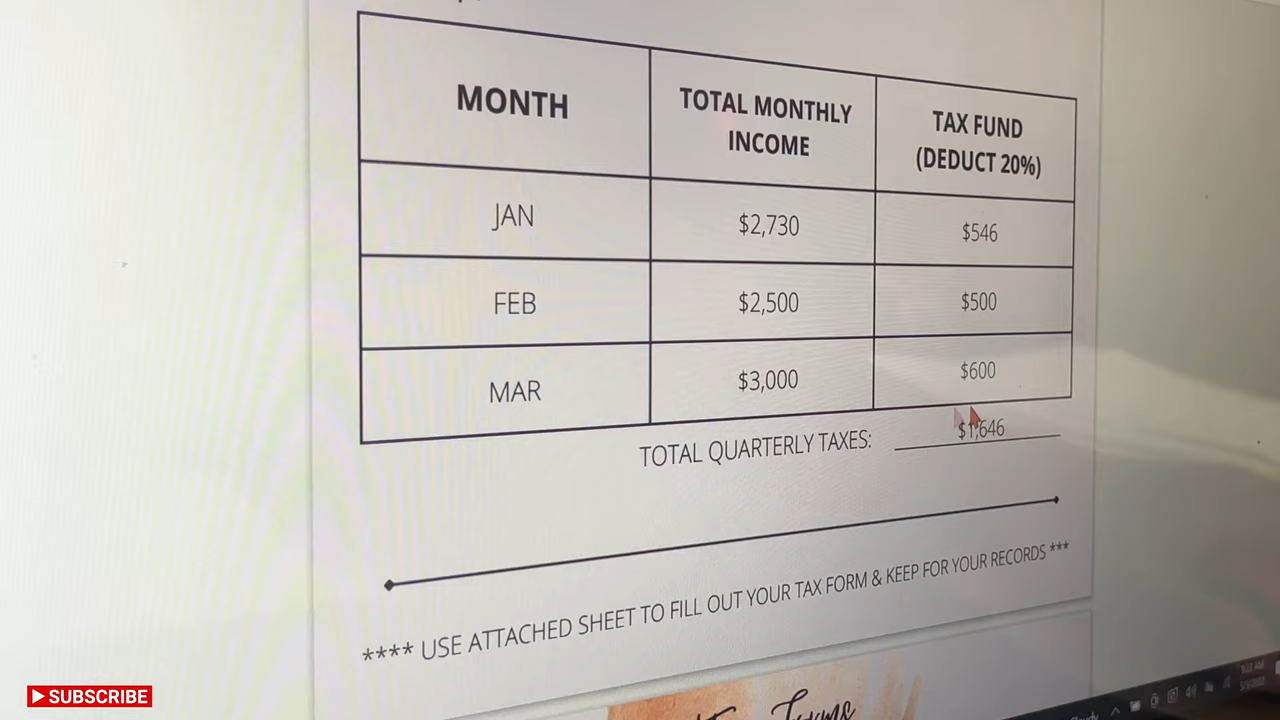 MONTH
TOTAL MONTHLY
INCOME
TAX FUND
(DEDUCT 20%)
JAN
$2,730
$546
FEB
$2,500
$500
MAR
$3,000
$600
TOTAL QUARTERLY TAXES:
$1,646
**** USE ATTACHED SHEET TO FILL OUT YOUR TAX FORM & KEEP FOR YOUR RECORDS ***
SUBSCRIBE